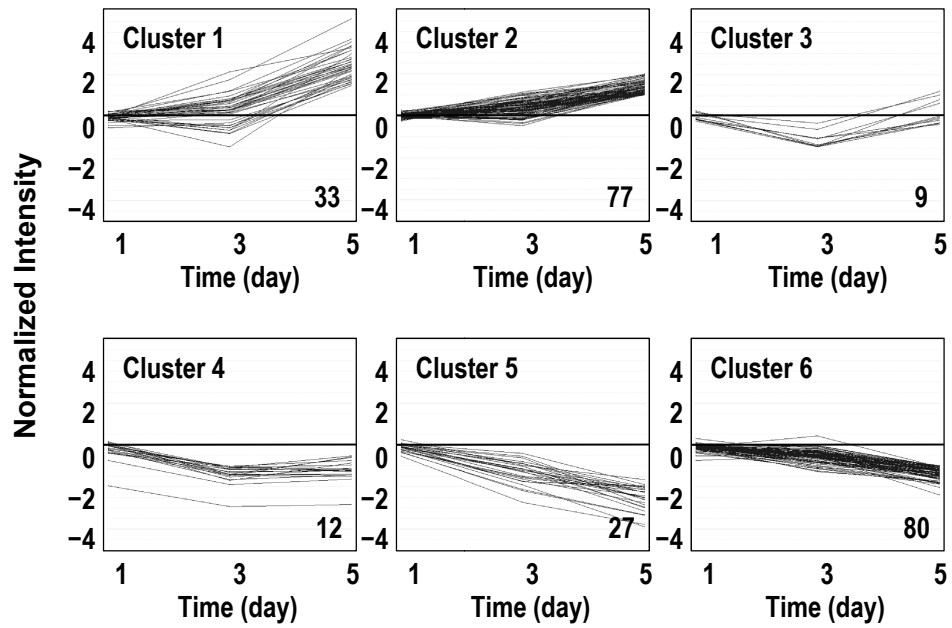 Normalized Intensity
Cluster 1
4
2
0
−2
−4
33
1 3 5
Time (day)
Cluster 2
4
2
0
−2
−4
77
1 3 5
Time (day)
Cluster 3
4
2
0
−2
−4
9
1 3 5
Time (day)
Cluster 4
4
2
0
−2
−4
12
1 3 5
Time (day)
Cluster 5
4
2
0
−2
−4
27
1 3 5
Time (day)
Cluster 6
4
2
0
−2
−4
80
1 3 5
Time (day)